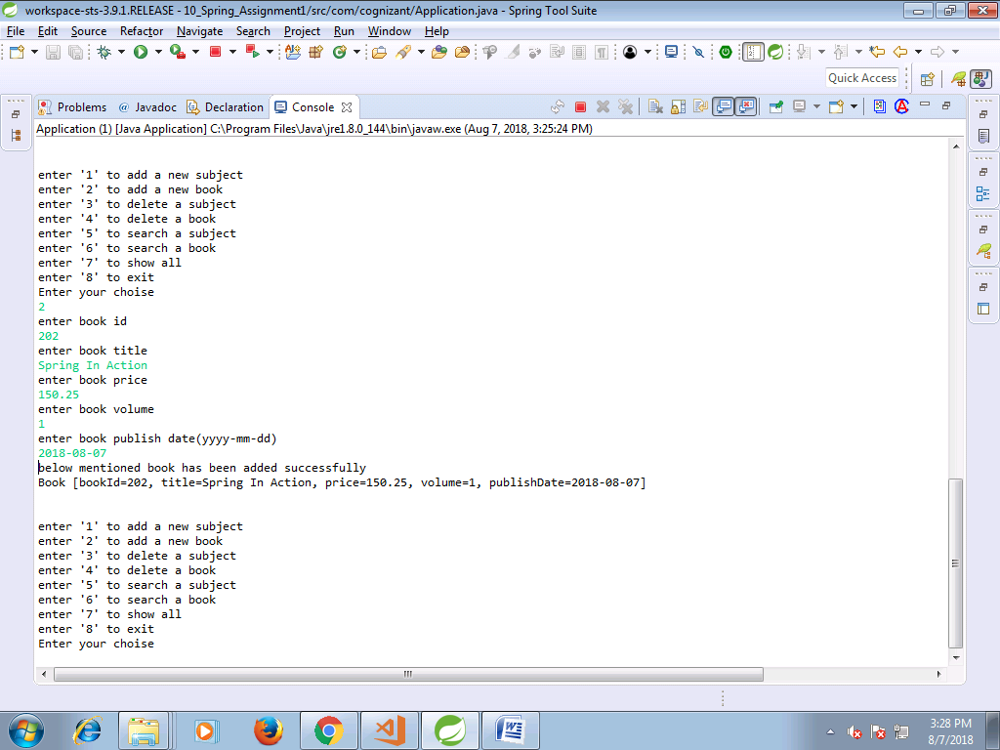 workspace-sts-3.9.1.RELEASE - 10_Spring_Assignment1/src/com/cognizant/Application.java - Spring Tool Suite
File Edit Source Refactor Navigate Search Project Run Window Help
Quick Access
Problems @ Javadoc Declaration Console
Application (1) [Java Application] C:\Program Files\Java\jre1.8.0_144\bin\javaw.exe (Aug 7, 2018, 3:25:24 PM)
enter '1' to add a new subject
enter '2' to add a new book
enter '3' to delete a subject
enter '4' to delete a book
enter '5' to search a subject
enter '6' to search a book
enter '7' to show all
enter '8' to exit
Enter your choise
2
enter book id
202
enter book title
Spring In Action
enter book price
150.25
enter book volume
1
enter book publish date(yyyy-mm-dd)
2018-08-07
below mentioned book has been added successfully
Book [bookId=202, title=Spring In Action, price=150.25, volume=1, publishDate=2018-08-07]
enter '1' to add a new subject
enter '2' to add a new book
enter '3' to delete a subject
enter '4' to delete a book
enter '5' to search a subject
enter '6' to search a book
enter '7' to show all
enter '8' to exit
Enter your choise
3:28 PM
8/7/2018